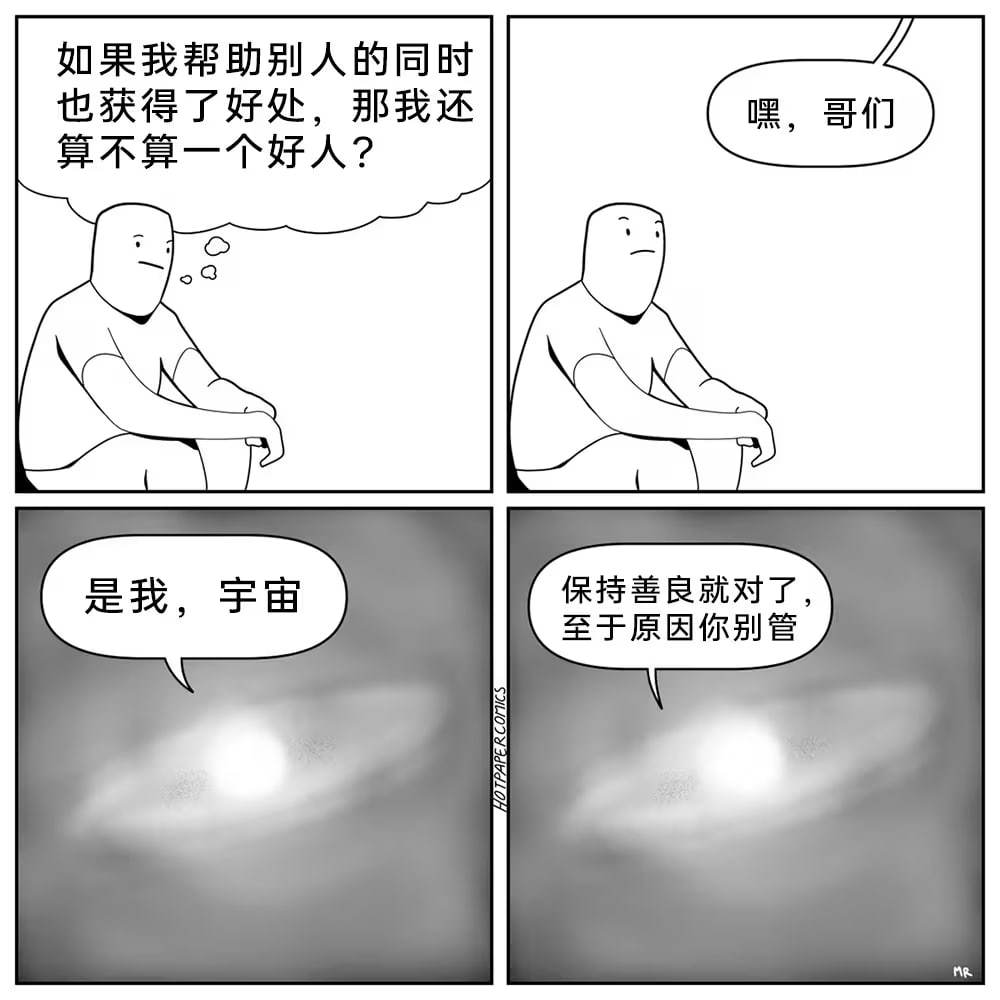 如果我帮助别人的同时
也获得了好处，那我还
算不算一个好人？
嘿，哥们
是我，宇宙
保持善良就对了，
至于原因你别管
HOTPAPERCOMICS
MR